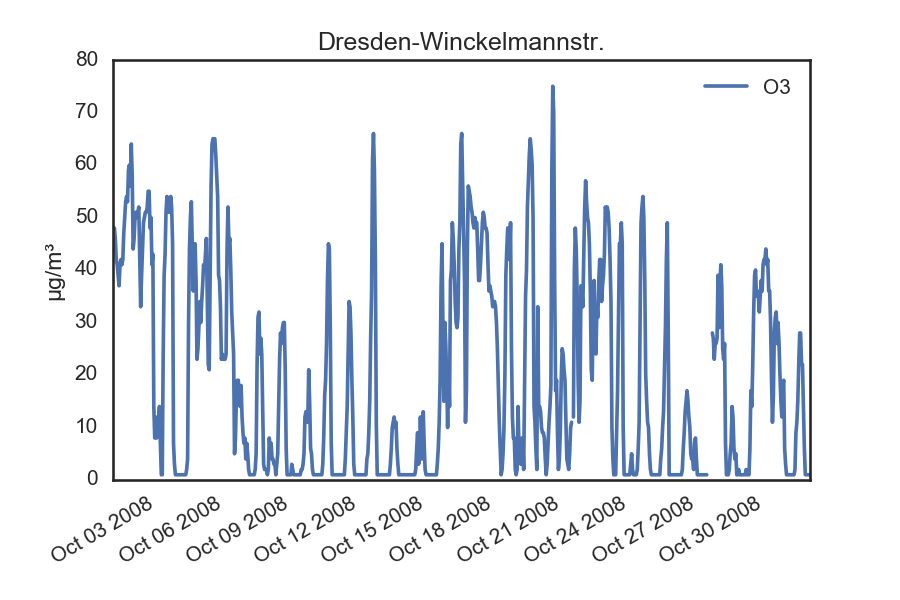 Dresden-Winckelmannstr.
80
70
60
50
40
30
20
10
0
µg/m³
O3
Oct 03 2008
Oct 06 2008
Oct 09 2008
Oct 12 2008
Oct 15 2008
Oct 18 2008
Oct 21 2008
Oct 24 2008
Oct 27 2008
Oct 30 2008